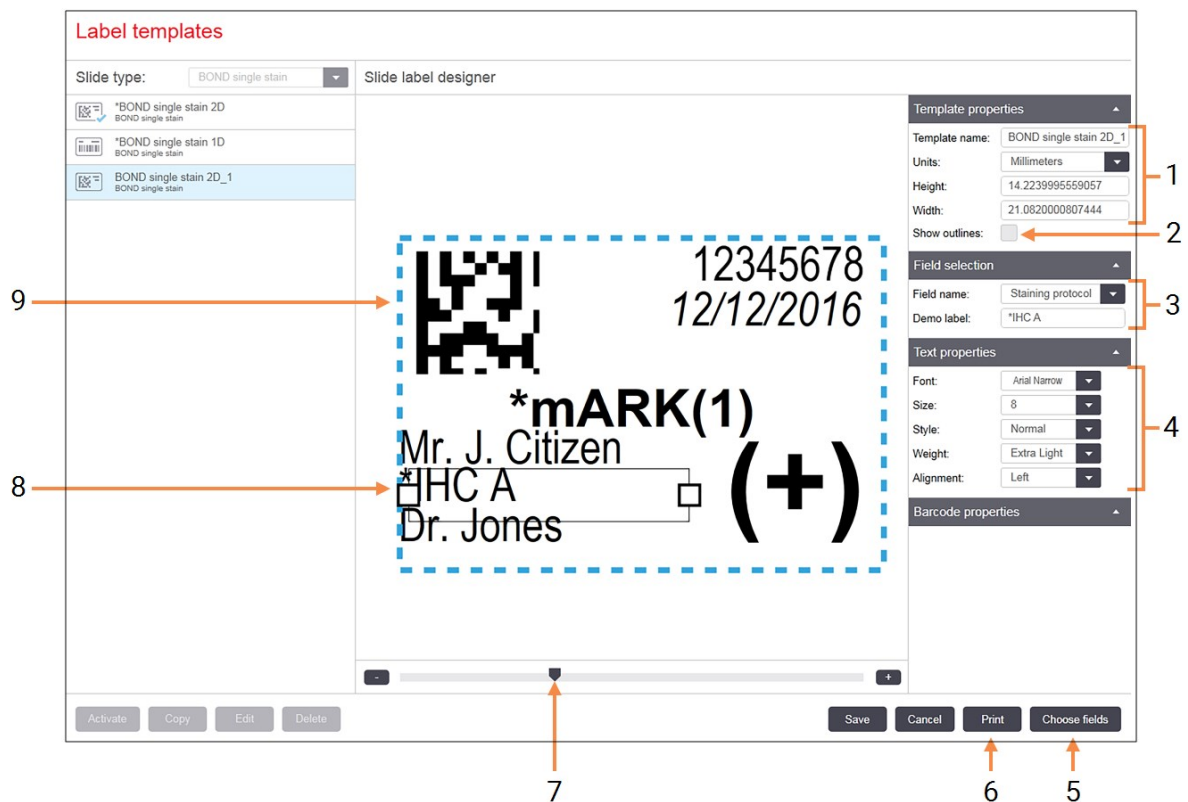 Label templates
Slide type: BOND single stain
Slide label designer
*BOND single stain 2D
BOND single stain
*BOND single stain 1D
BOND single stain
BOND single stain 2D_1
BOND single stain
9
8
12345678
12/12/2016
*mARK(1)
Mr. J. Citizen
*IHC A
Dr. Jones
(+)
Template properties
Template name: BOND single stain 2D_1
Units: Millimeters
Height: 14.2239995559057
Width: 21.0820000807444
Show outlines:
1
2
Field selection
Field name: Staining protocol
Demo label: *IHC A
3
Text properties
Font: Arial Narrow
Size: 8
Style: Normal
Weight: Extra Light
Alignment: Left
4
Barcode properties
- +
Activate Copy Edit Delete Save Cancel Print Choose fields
7 6 5